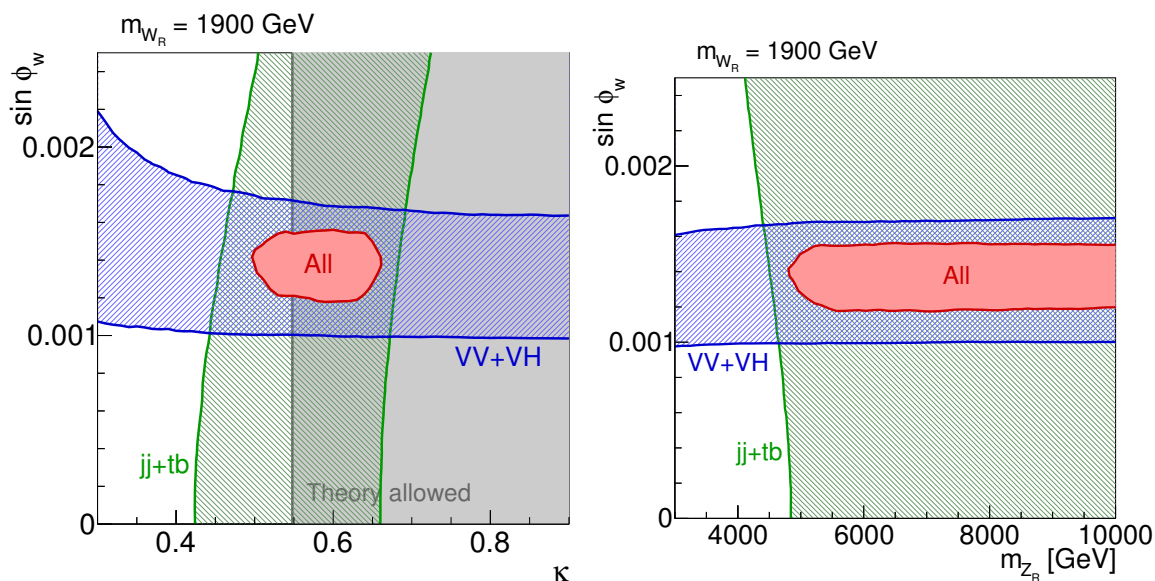 m_{W_R} = 1900 GeV
sin ϕ_w
0.002
0.001
0
All
VV+VH
jj+tb
Theory allowed
0.4 0.6 0.8
κ
m_{W_R} = 1900 GeV
sin ϕ_w
0.002
0.001
0
All
VV+VH
jj+tb
4000 6000 8000 10000
m_{Z_R} [GeV]